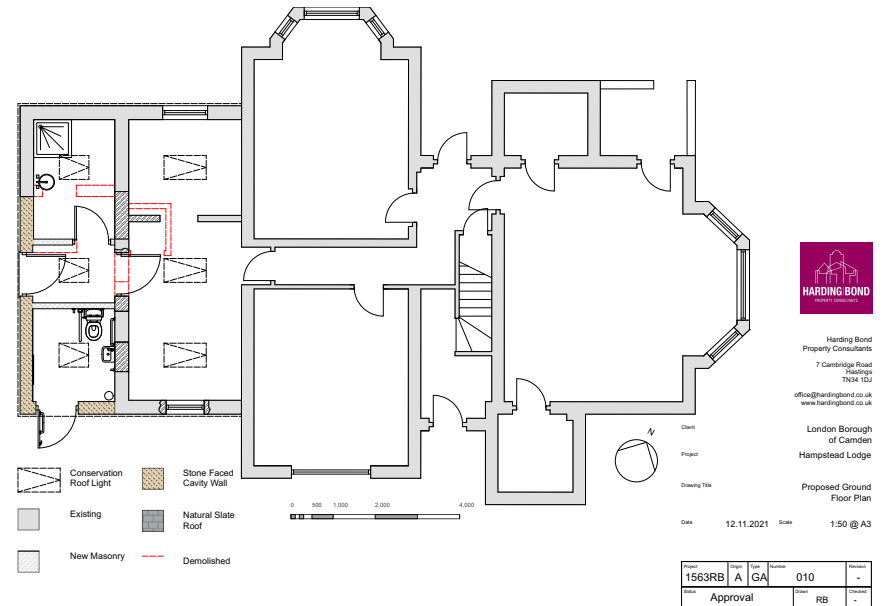 HARDING BOND
PROPERTY CONSULTANTS
Harding Bond
Property Consultants
7 Cambridge Road
Hastings
TN34 1DJ
office@hardingbond.co.uk
www.hardingbond.co.uk
Client
London Borough
of Camden
Project
Hampstead Lodge
Drawing Title
Proposed Ground
Floor Plan
Date 12.11.2021 Scale 1:50 @ A3
N
Conservation
Roof Light
Stone Faced
Cavity Wall
Existing
Natural Slate
Roof
New Masonry
Demolished
0 500 1,000 2,000 4,000
Project Origin Type Number Revision
1563RB A GA 010 -
Status Drawn Checked
Approval RB -